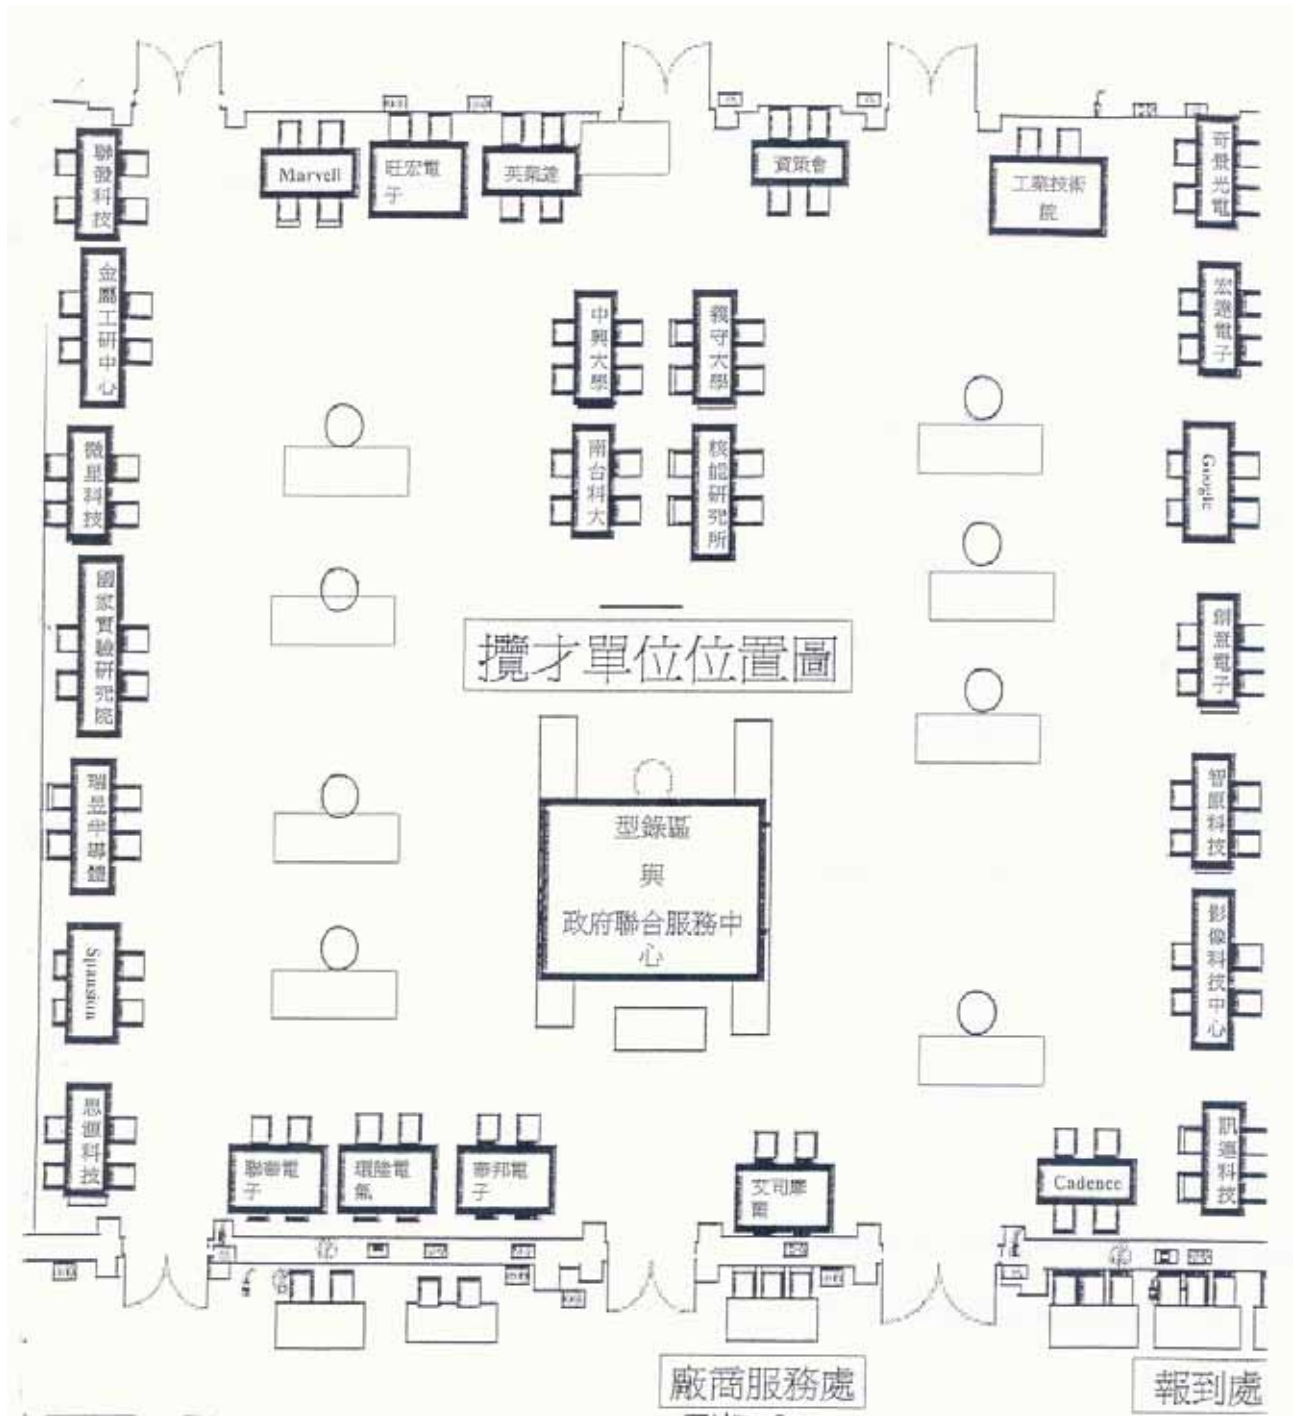 聯發科技
Marvell
旺宏電
子
英業達
資策會
工業技術
院
奇景光電
金屬工研中心
宏達電子
中興大學
義守大學
微星科技
南台科大
核能研究所
Google
國家實驗研究院
創意電子
攬才單位位置圖
瑞昱半導體
智原科技
型錄區
與
政府聯合服務中
心
Spansion
影像科技中心
思源科技
聯華電
子
環隆電
氣
華邦電
子
艾司摩
爾
Cadence
訊連科技
廠商服務處
報到處